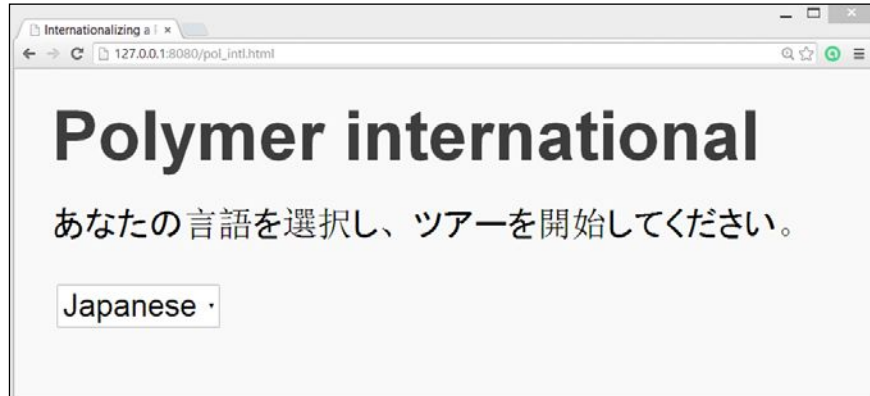 Internationalizing a
127.0.0.1:8080/pol_intl.html
Polymer international
あなたの言語を選択し、ツアーを開始してください。
Japanese